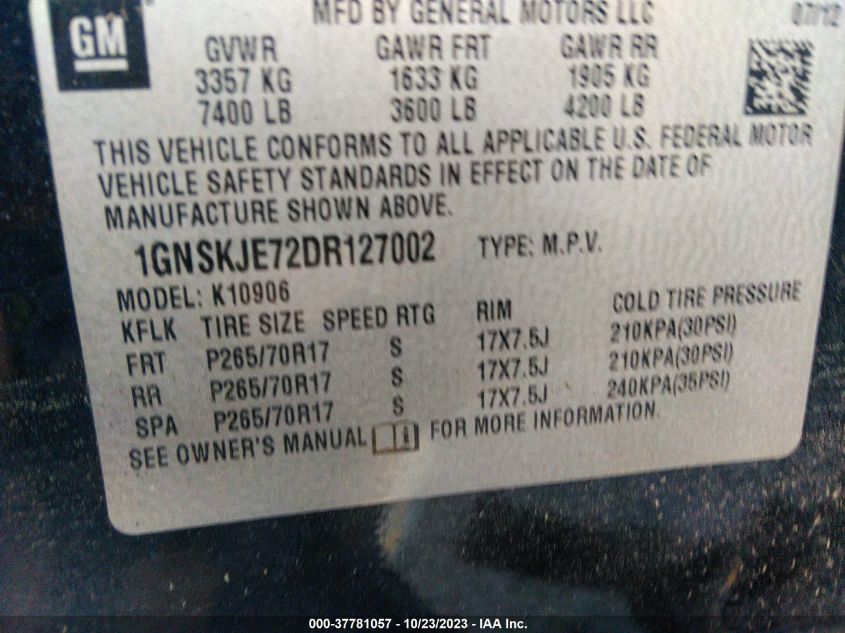 GM
MFD BY GENERAL MOTORS LLC 07/12
GVWR GAWR FRT GAWR RR
3357 KG 1633 KG 1905 KG
7400 LB 3600 LB 4200 LB
THIS VEHICLE CONFORMS TO ALL APPLICABLE U.S. FEDERAL MOTOR
VEHICLE SAFETY STANDARDS IN EFFECT ON THE DATE OF
MANUFACTURE SHOWN ABOVE.
1GNSKJE72DR127002 TYPE: M.P.V.
MODEL: K10906
KFLK TIRE SIZE SPEED RTG RIM COLD TIRE PRESSURE
FRT P265/70R17 S 17X7.5J 210KPA(30PSI)
RR P265/70R17 S 17X7.5J 210KPA(30PSI)
SPA P265/70R17 S 17X7.5J 240KPA(35PSI)
SEE OWNER'S MANUAL FOR MORE INFORMATION.
000-37781057 - 10/23/2023 - IAA Inc.